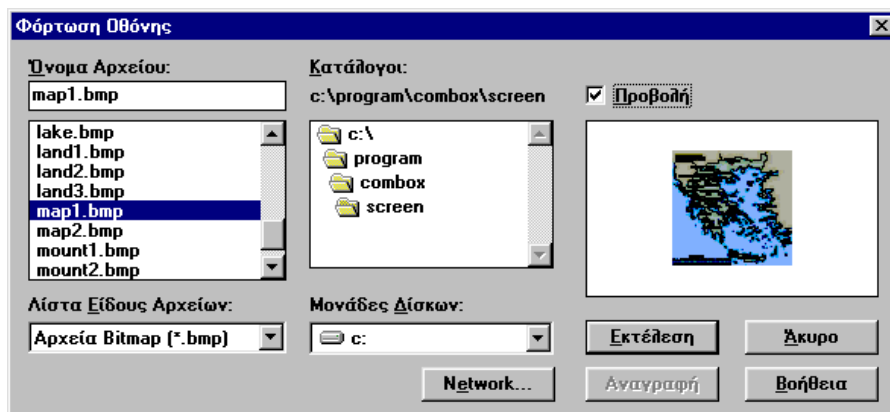 Φόρτωση Οθόνης
Όνομα Αρχείου:
map1.bmp
lake.bmp
land1.bmp
land2.bmp
land3.bmp
map1.bmp
map2.bmp
mount1.bmp
mount2.bmp
Λίστα Είδους Αρχείων:
Αρχεία Bitmap (*.bmp)
Κατάλογοι:
c:\program\combox\screen
c:\
program
combox
screen
Μονάδες Δίσκων:
c:
Network...
Προβολή
Εκτέλεση
Άκυρο
Αναγραφή
Βοήθεια